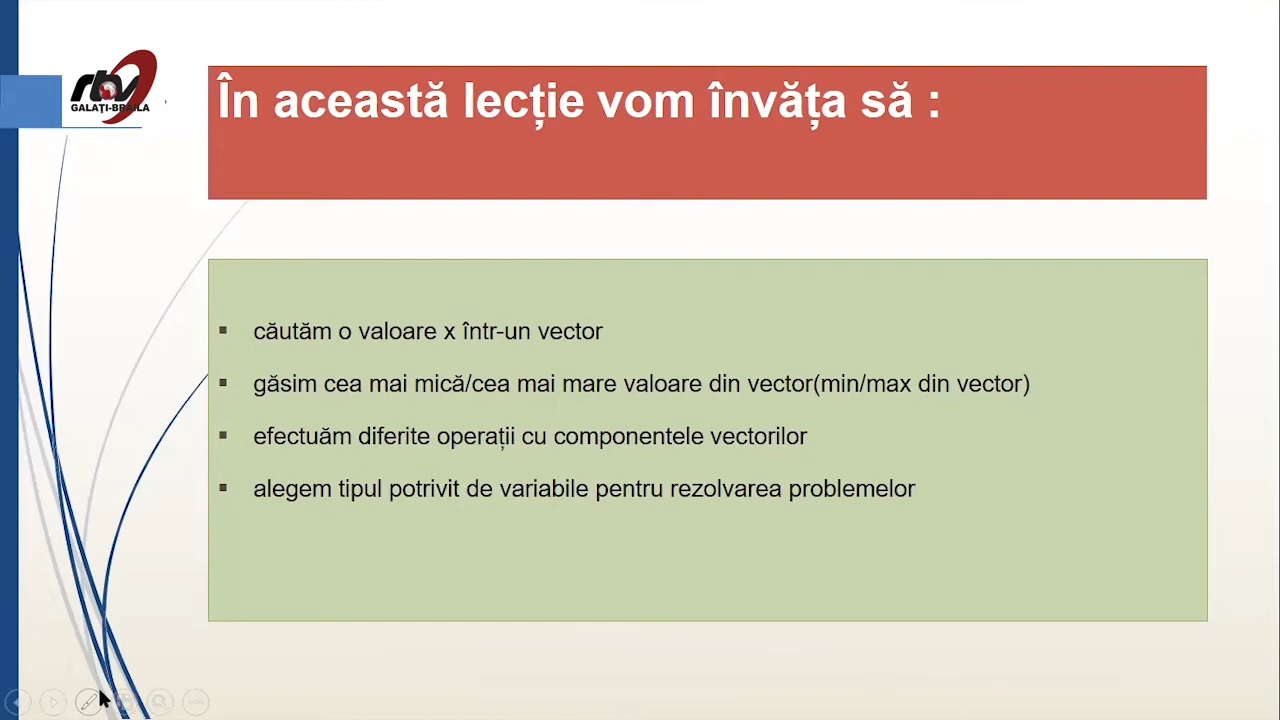 rtv
GALAŢI-BRĂILA
În această lecție vom învăța să :
căutăm o valoare x într-un vector
găsim cea mai mică/cea mai mare valoare din vector(min/max din vector)
efectuăm diferite operații cu componentele vectorilor
alegem tipul potrivit de variabile pentru rezolvarea problemelor